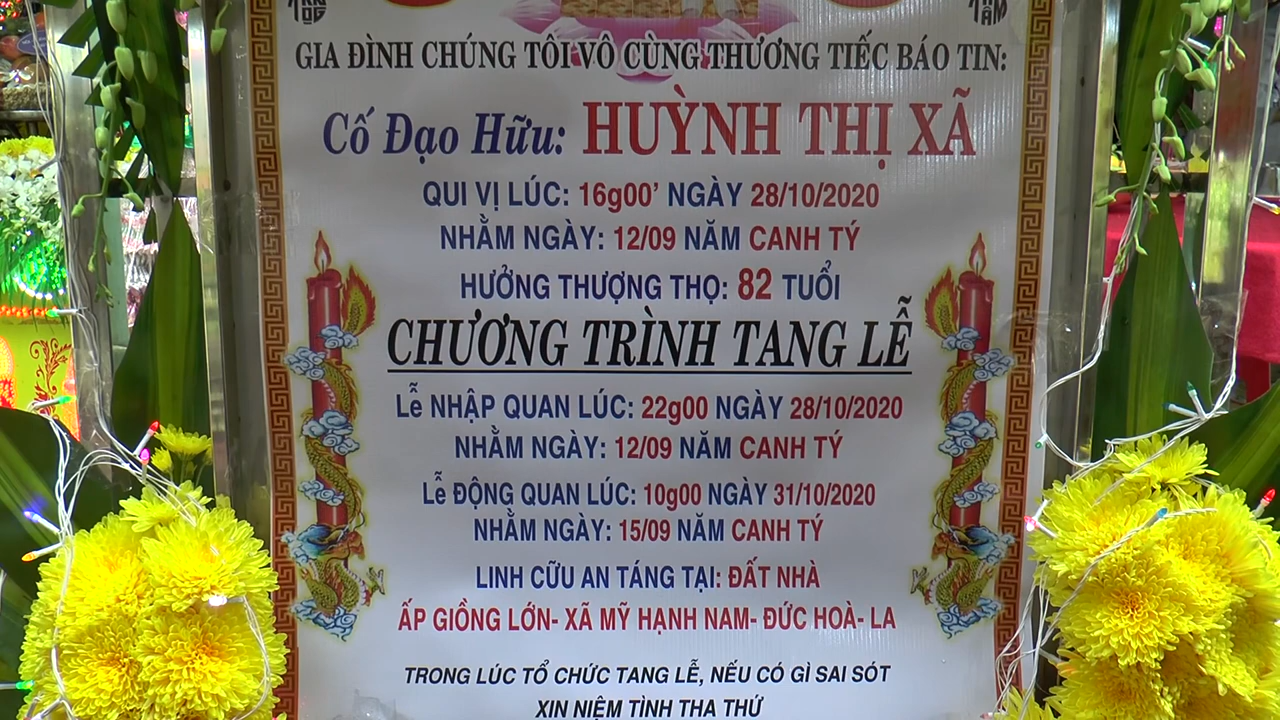 GIA ĐÌNH CHÚNG TÔI VÔ CÙNG THƯƠNG TIẾC BÁO TIN:
Cố Đạo Hữu: HUỲNH THỊ XÃ
QUI VỊ LÚC: 16g00' NGÀY 28/10/2020
NHẰM NGÀY: 12/09 NĂM CANH TÝ
HƯỞNG THƯỢNG THỌ: 82 TUỔI
CHƯƠNG TRÌNH TANG LỄ
Lễ NHẬP QUAN LÚC: 22g00 NGÀY 28/10/2020
NHẰM NGÀY: 12/09 NĂM CANH TÝ
Lễ ĐỘNG QUAN LÚC: 10g00 NGÀY 31/10/2020
NHẰM NGÀY: 15/09 NĂM CANH TÝ
LINH CỮU AN TÁNG TẠI: ĐẤT NHÀ
ẤP GIỒNG LỚN- XÃ MỸ HẠNH NAM- ĐỨC HOÀ- LA
TRONG LÚC TỔ CHỨC TANG LỄ, NẾU CÓ GÌ SAI SÓT
XIN NIỆM TÌNH THA THỨ